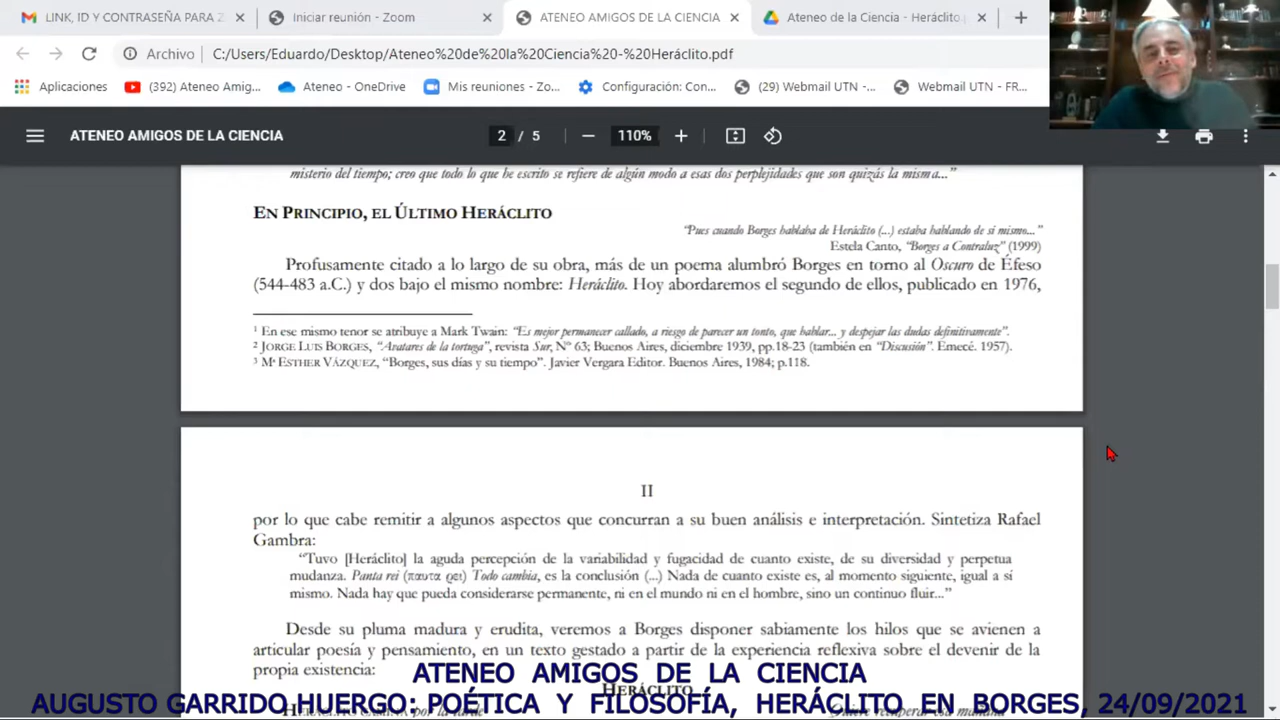 LINK, ID Y CONTRASEÑA PARA Z
Iniciar reunión - Zoom
ATENEO AMIGOS DE LA CIENCIA
Ateneo de la Ciencia - Heráclito.p
Archivo
C:/Users/Eduardo/Desktop/Ateneo%20de%20la%20Ciencia%20-%20Heráclito.pdf
Aplicaciones
(392) Ateneo Amig...
Ateneo - OneDrive
Mis reuniones - Zo...
Configuración: Con...
(29) Webmail UTN -...
Webmail UTN - FR...
ATENEO AMIGOS DE LA CIENCIA
2 / 5
110%
misterio del tiempo; creo que todo lo que he escrito se refiere de algún modo a esas dos perplejidades que son quizás la misma..."
EN PRINCIPIO, EL ÚLTIMO HERÁCLITO
"Pues cuando Borges hablaba de Heráclito (...) estaba hablando de sí mismo..."
Estela Canto, "Borges a Contraluz" (1999)
Profusamente citado a lo largo de su obra, más de un poema alumbró Borges en torno al Oscuro de Éfeso
(544-483 a.C.) y dos bajo el mismo nombre: Heráclito. Hoy abordaremos el segundo de ellos, publicado en 1976,
1 En ese mismo tenor se atribuye a Mark Twain: "Es mejor permanecer callado, a riesgo de parecer un tonto, que hablar... y despejar las dudas definitivamente".
2 JORGE LUIS BORGES, "Avatares de la tortuga", revista Sur, Nº 63; Buenos Aires, diciembre 1939, pp.18-23 (también en "Discusión". Emecé. 1957).
3 Mª ESTHER VÁZQUEZ, "Borges, sus días y su tiempo". Javier Vergara Editor. Buenos Aires, 1984; p.118.
II
por lo que cabe remitir a algunos aspectos que concurran a su buen análisis e interpretación. Sintetiza Rafael
Gambra:
"Tuvo [Heráclito] la aguda percepción de la variabilidad y fugacidad de cuanto existe, de su diversidad y perpetua
mudanza. Panta rei (παυτα ρει) Todo cambia, es la conclusión (...) Nada de cuanto existe es, al momento siguiente, igual a sí
mismo. Nada hay que pueda considerarse permanente, ni en el mundo ni en el hombre, sino un continuo fluir..."
Desde su pluma madura y erudita, veremos a Borges disponer sabiamente los hilos que se avienen a
articular poesía y pensamiento, en un texto gestado a partir de la experiencia reflexiva sobre el devenir de la
propia existencia:
HERÁCLITO
ATENEO AMIGOS DE LA CIENCIA
AUGUSTO GARRIDO HUERGO: POÉTICA Y FILOSOFÍA, HERÁCLITO EN BORGES, 24/09/2021